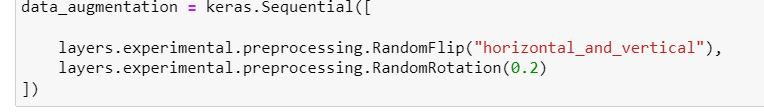 data_augmentation = keras.Sequential([
layers.experimental.preprocessing.RandomFlip("horizontal_and_vertical"),
layers.experimental.preprocessing.RandomRotation(0.2)
])